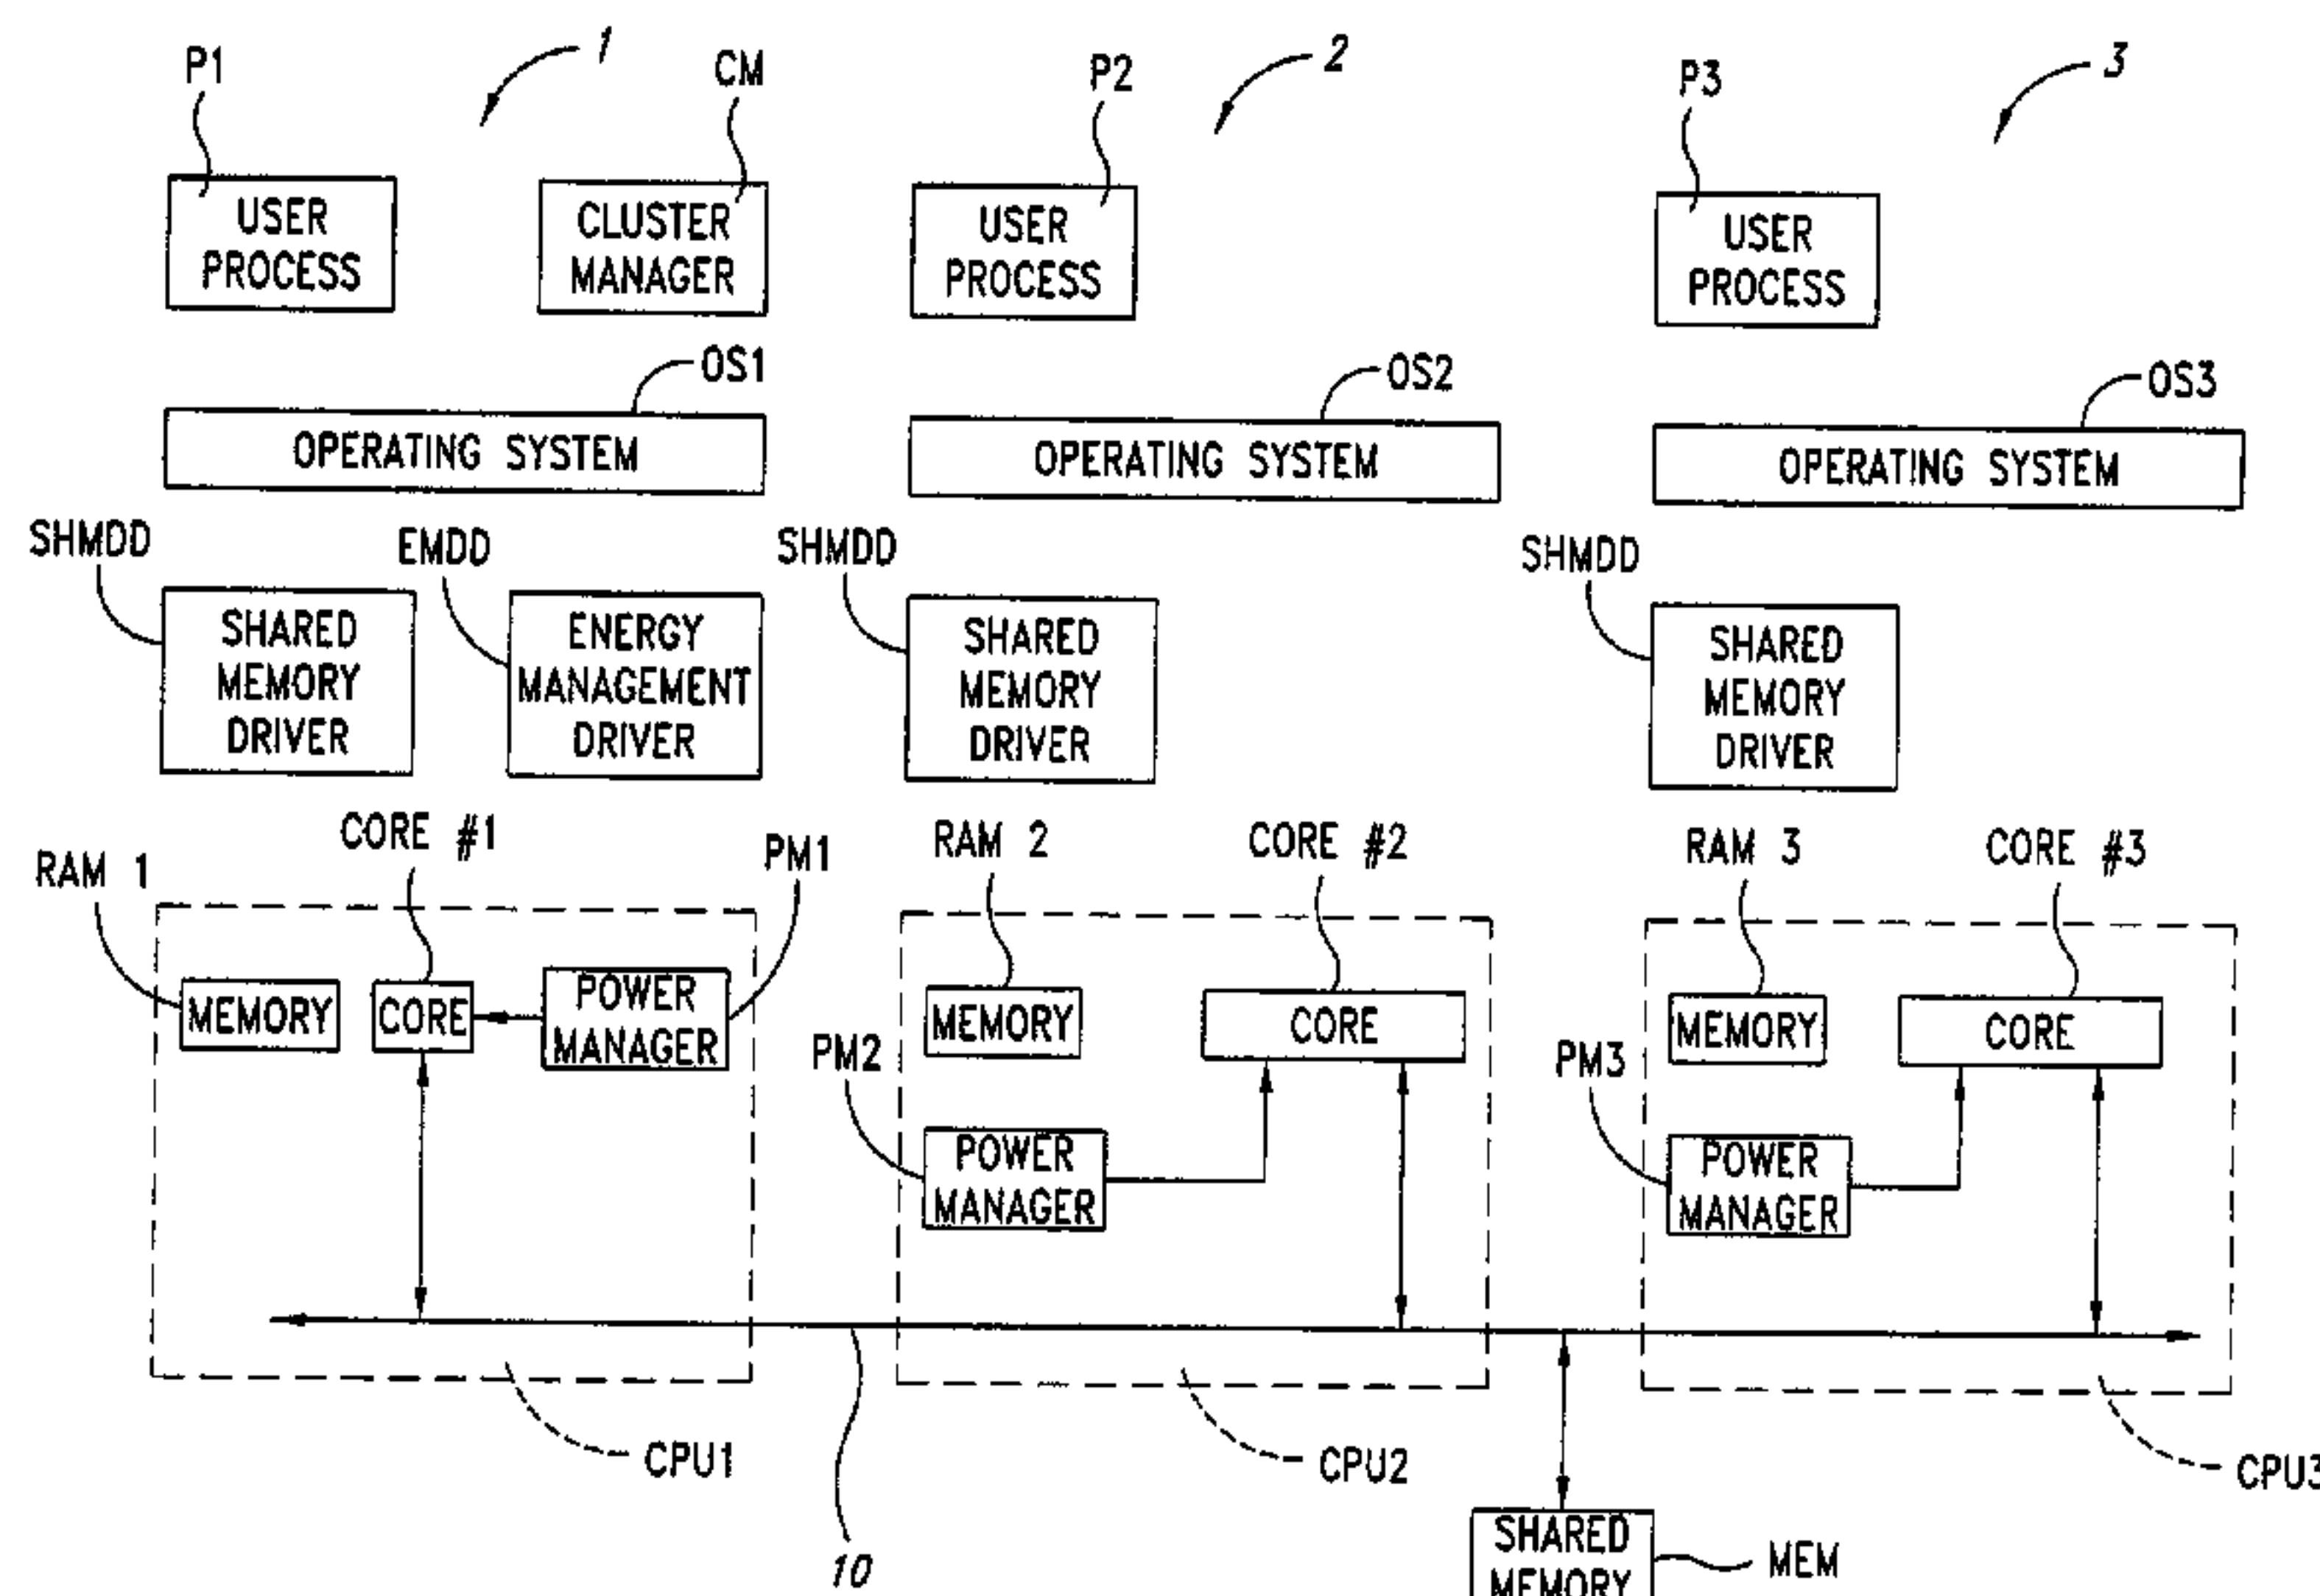 P1
1
CM
P2
2
P3
3
USER
PROCESS
CLUSTER
MANAGER
USER
PROCESS
USER
PROCESS
OS1
OS2
OS3
OPERATING SYSTEM
OPERATING SYSTEM
OPERATING SYSTEM
SHMDD
EMDD
SHMDD
SHMDD
SHARED
MEMORY
DRIVER
ENERGY
MANAGEMENT
DRIVER
SHARED
MEMORY
DRIVER
SHARED
MEMORY
DRIVER
RAM 1
CORE #1
PM1
RAM 2
CORE #2
RAM 3
CORE #3
MEMORY
CORE
POWER
MANAGER
PM2
MEMORY
CORE
POWER
MANAGER
PM3
MEMORY
CORE
POWER
MANAGER
CPU1
CPU2
CPU3
10
SHARED
MEMORY
MEM